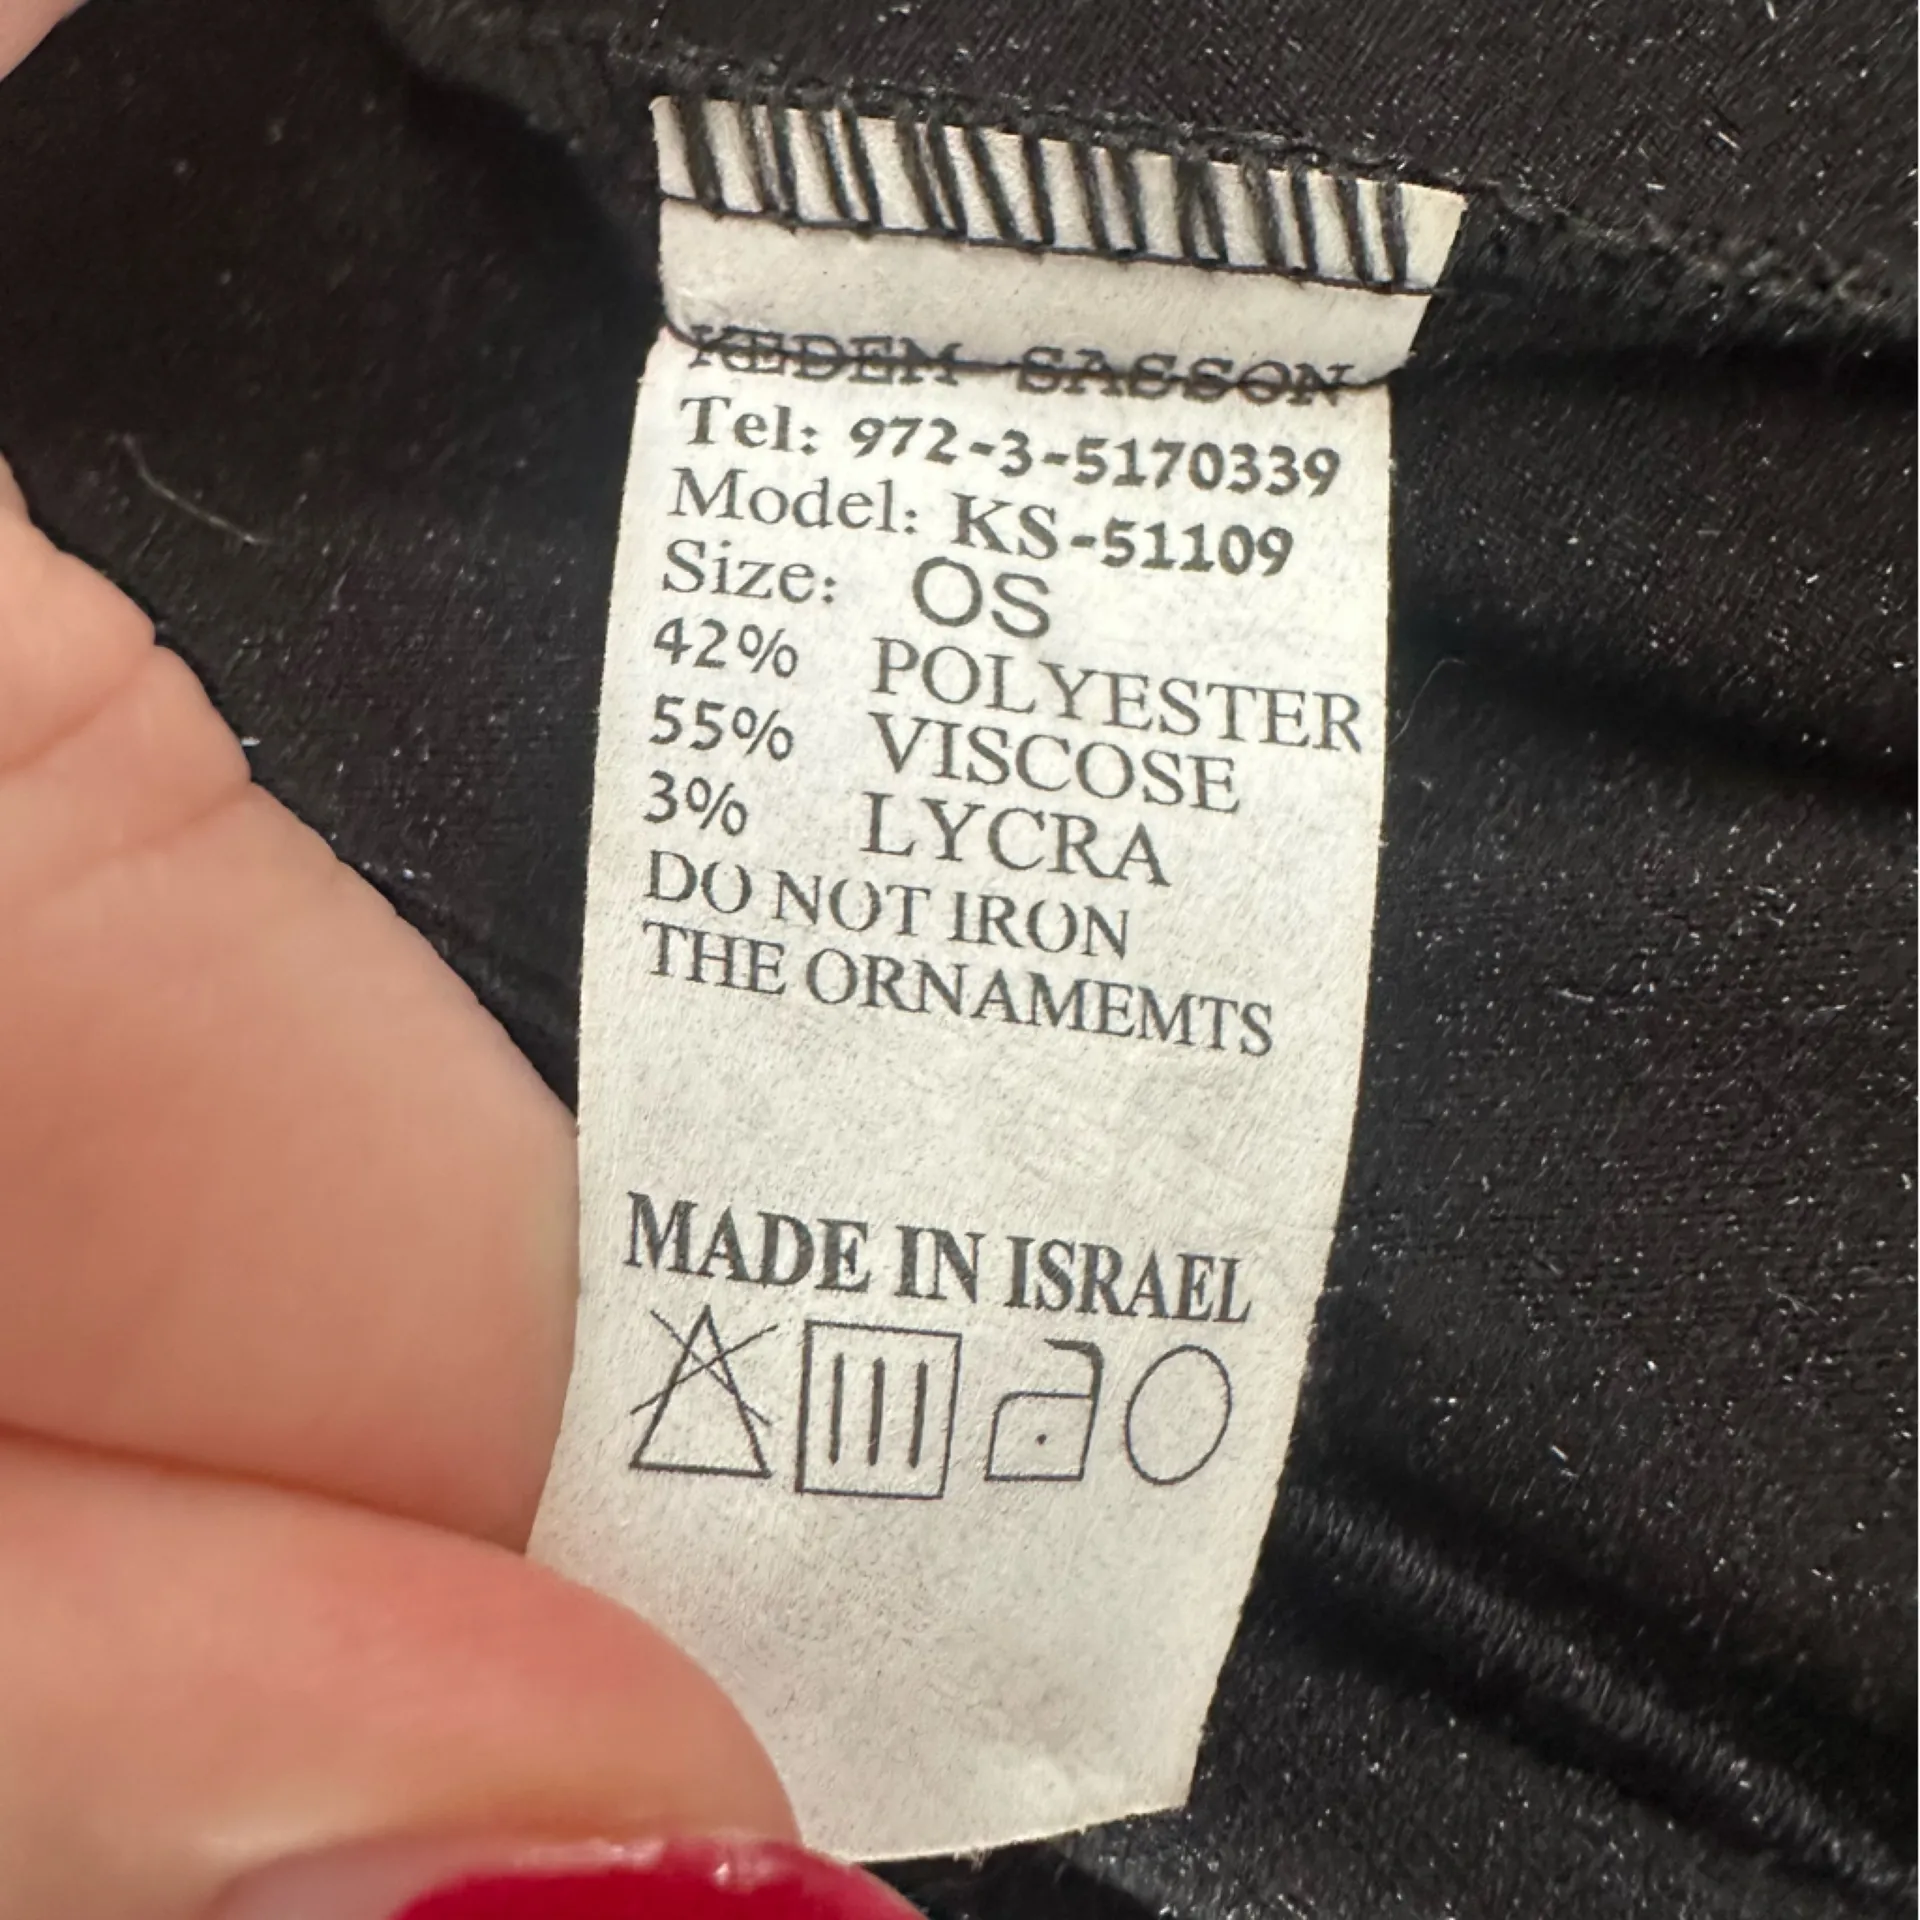 KEDEM SASSON
Tel: 972-3-5170339
Model: KS-51109
Size: OS
42% POLYESTER
55% VISCOSE
3% LYCRA
DO NOT IRON
THE ORNAMEMTS
MADE IN ISRAEL